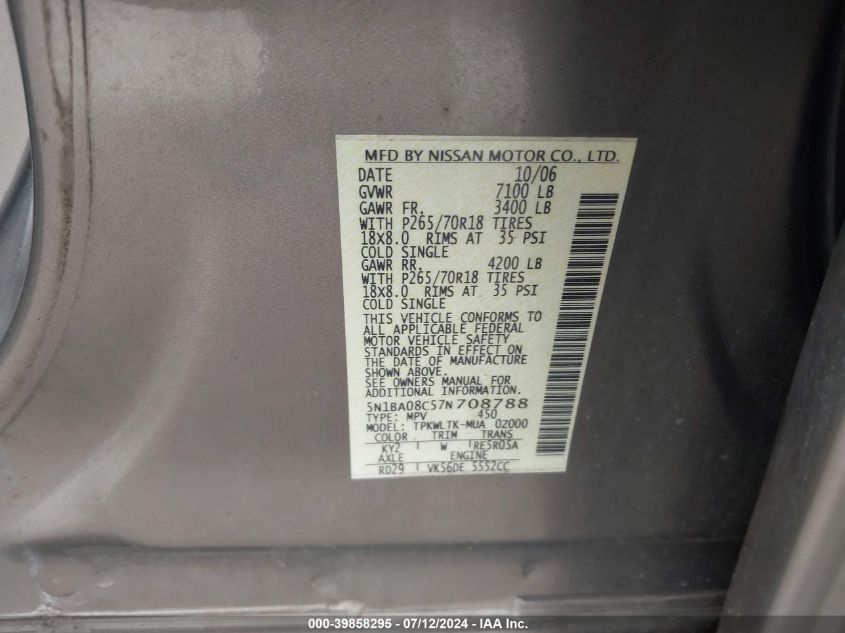 MFD BY NISSAN MOTOR CO., LTD.
DATE 10/06
GVWR 7100 LB
GAWR FR. 3400 LB
WITH P265/70R18 TIRES
18X8.0 RIMS AT 35 PSI
COLD SINGLE
GAWR RR. 4200 LB
WITH P265/70R18 TIRES
18X8.0 RIMS AT 35 PSI
COLD SINGLE
THIS VEHICLE CONFORMS TO
ALL APPLICABLE FEDERAL
MOTOR VEHICLE SAFETY
STANDARDS IN EFFECT ON
THE DATE OF MANUFACTURE
SHOWN ABOVE.
SEE OWNERS MANUAL FOR
ADDITIONAL INFORMATION.
5N1BA08C57N708788
TYPE: MPV 450
MODEL: TPKWLTK-MUA 0Z000
COLOR TRIM TRANS
KY2 W RE5R05A
AXLE ENGINE
RD29 VK56DE 5552CC
000-39858295 - 07/12/2024 - Copyright © IAA, Inc.